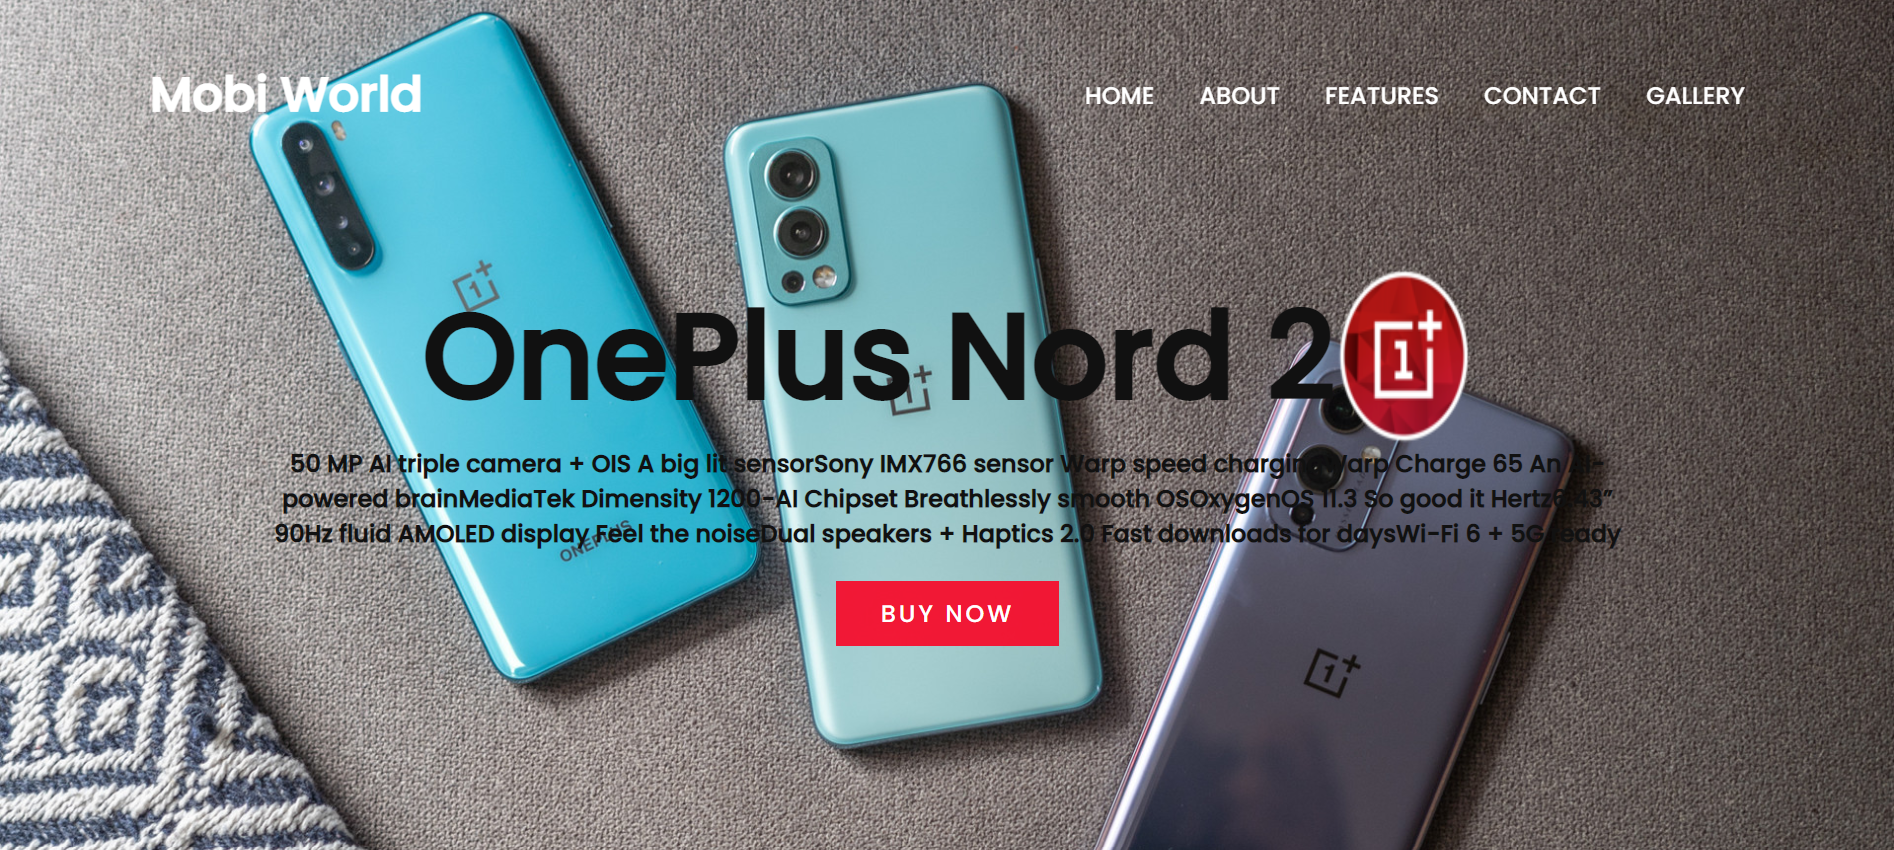 Mobi World
HOME ABOUT FEATURES CONTACT GALLERY
OnePlus Nord 2
50 MP AI triple camera + OIS A big lit sensorSony IMX766 sensor Warp speed charging Warp Charge 65 An AI-
powered brainMediaTek Dimensity 1200-AI Chipset Breathlessly smooth OSOxygenOS 11.3 So good it Hertz6.43”
90Hz fluid AMOLED display Feel the noiseDual speakers + Haptics 2.0 Fast downloads for daysWi-Fi 6 + 5G ready
ONEPLUS
BUY NOW